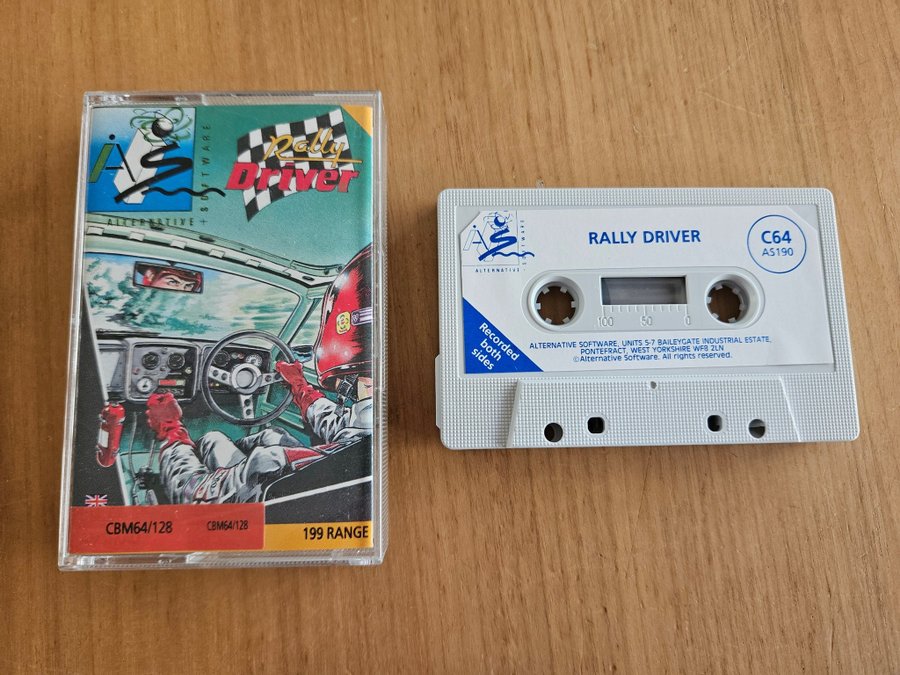 ALTERNATIVE + SOFTWARE
Rally
Driver
CBM64/128
CBM64/128
199 RANGE
AS
ALTERNATIVE + SOFTWARE
RALLY DRIVER
C64
AS190
100 50 0
Recorded
both
sides
ALTERNATIVE SOFTWARE, UNITS 5-7 BAILEYGATE INDUSTRIAL ESTATE,
PONTEFRACT, WEST YORKSHIRE WF8 2LN
©Alternative Software. All rights reserved.